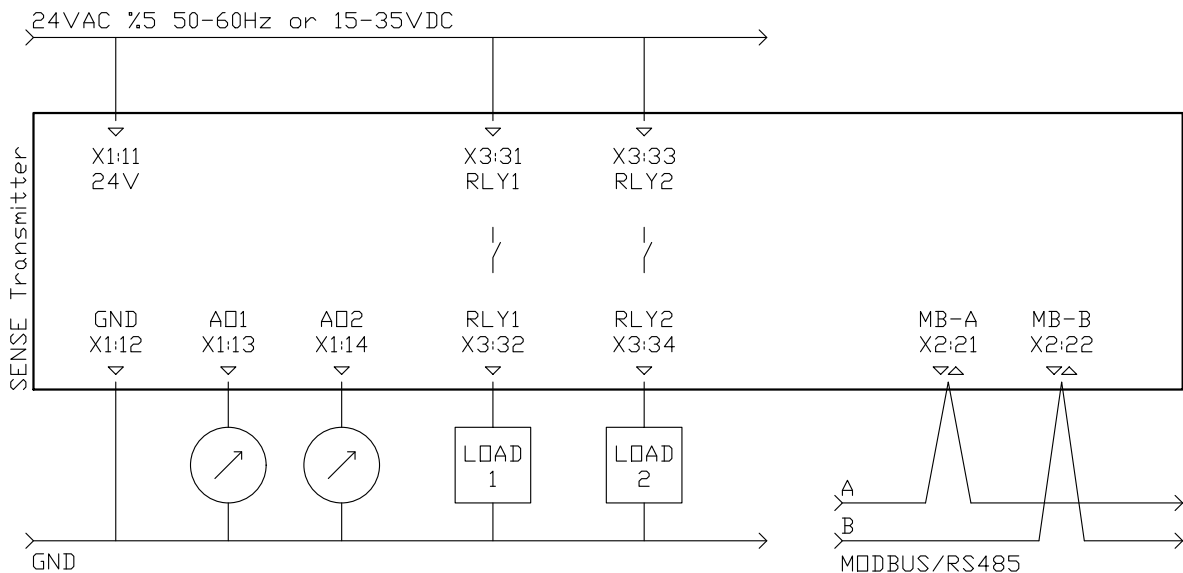 24VAC %5 50-60Hz or 15-35VDC
SENSE Transmitter
X1:11 X3:31 X3:33
24V RLY1 RLY2
GND AO1 AO2 RLY1 RLY2 MB-A MB-B
X1:12 X1:13 X1:14 X3:32 X3:34 X2:21 X2:22
LOAD LOAD
1 2
A
B
GND MODBUS/RS485